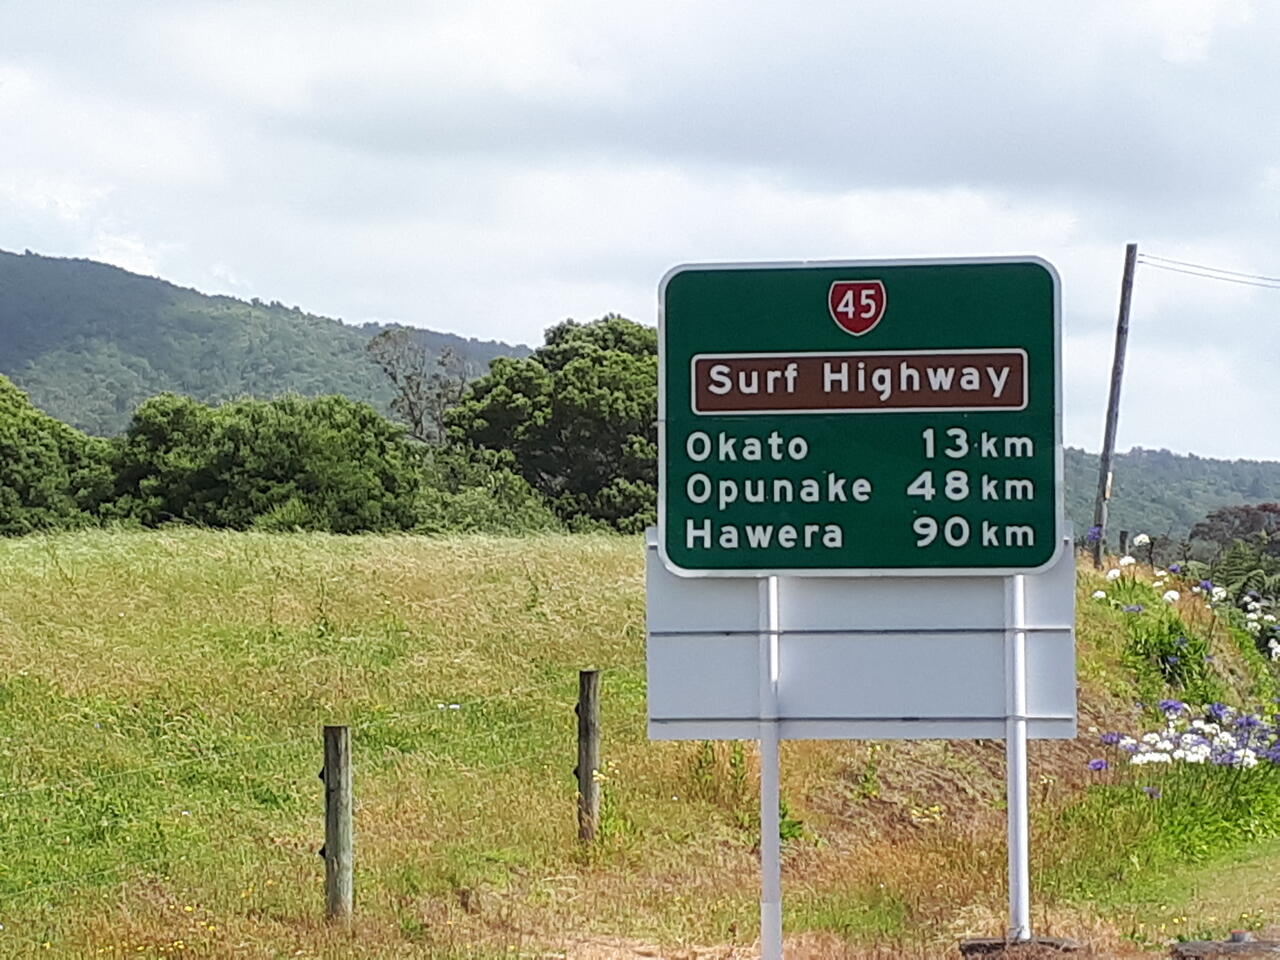 45
Surf Highway
Okato 13 km
Opunake 48 km
Hawera 90 km